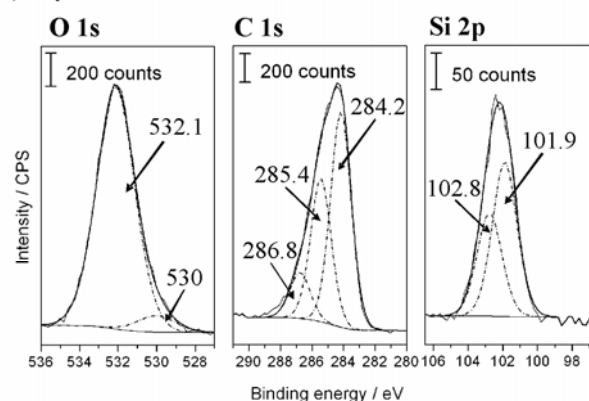 O 1s
C 1s
Si 2p
200 counts
200 counts
50 counts
532.1
530
284.2
285.4
286.8
101.9
102.8
Intensity / CPS
536 534 532 530 528
290 288 286 284 282 280
106 104 102 100 98
Binding energy / eV